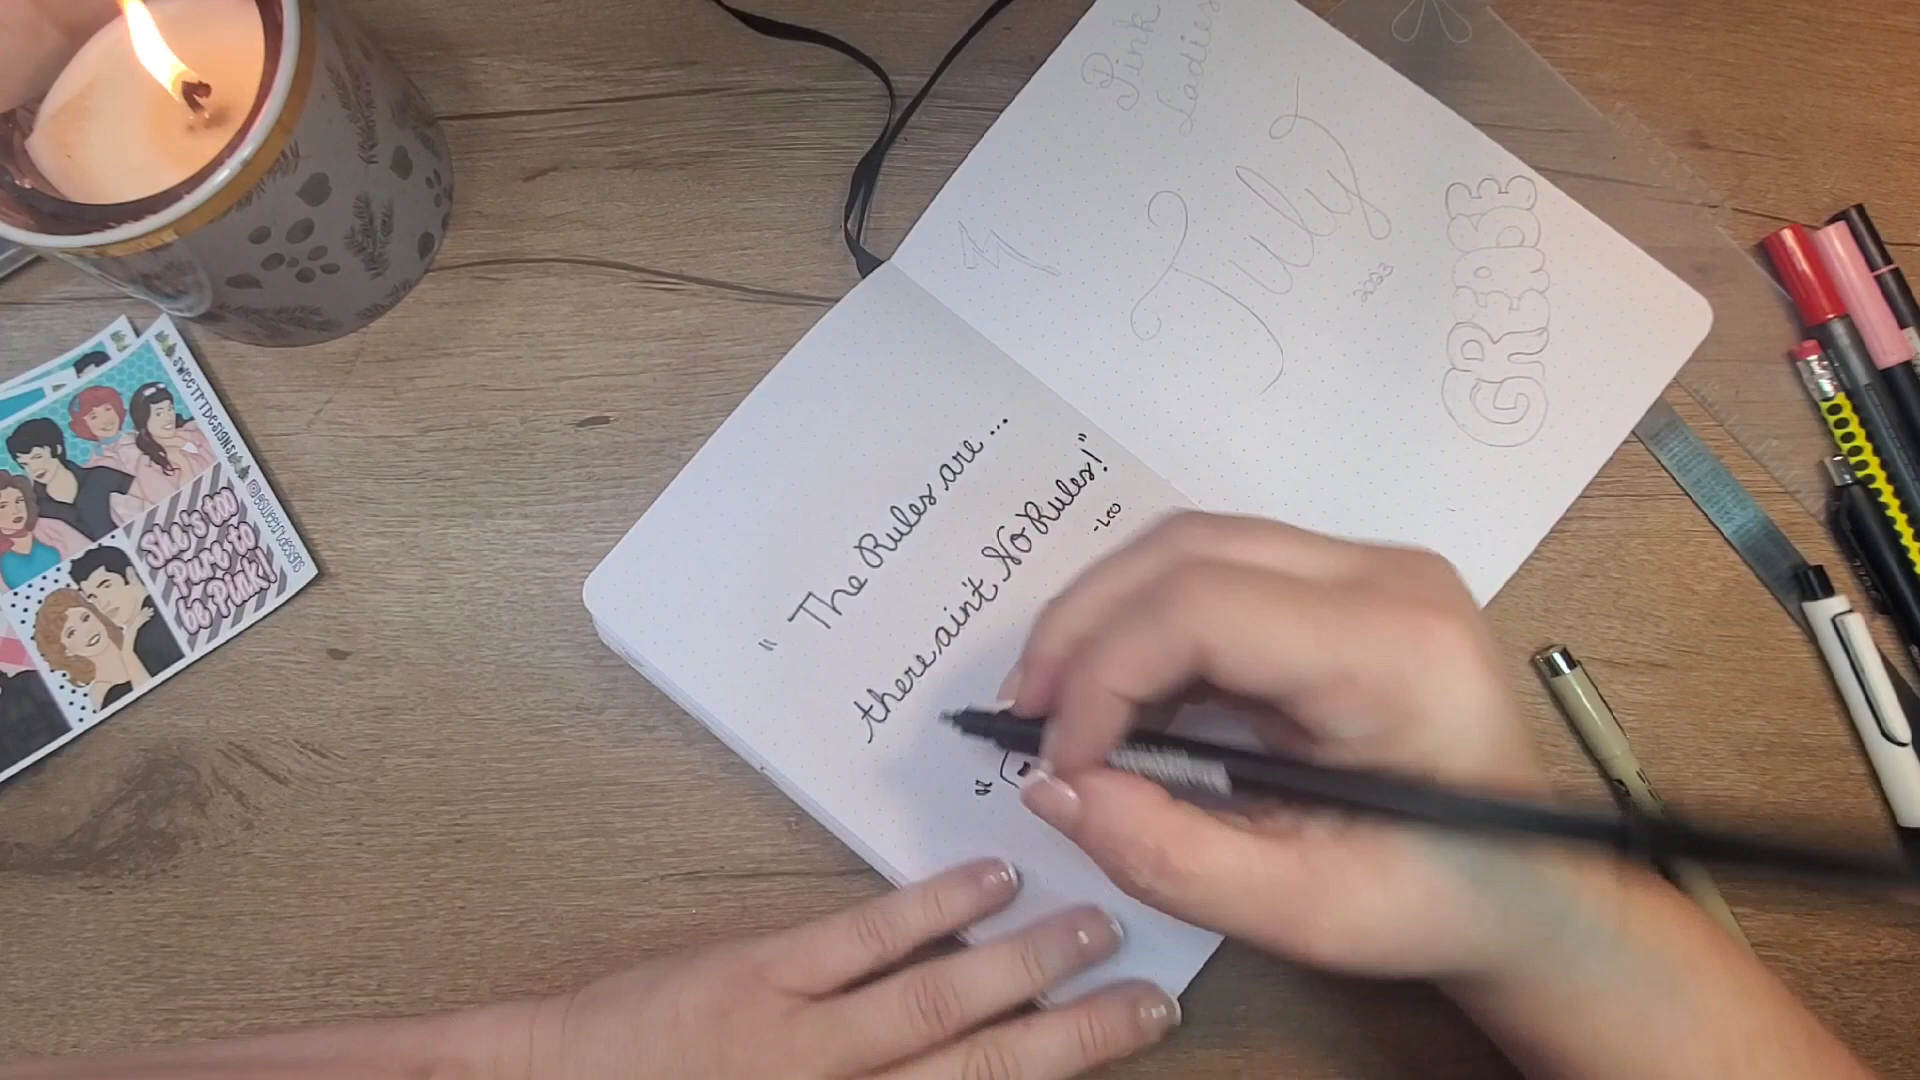 Pink
Ladies
July
2023
GREASE
" The Rules are ...
there ain't No Rules!"
-Leo
"
SWEETPTDESIGNS
She's too
Pure to
be Pink!